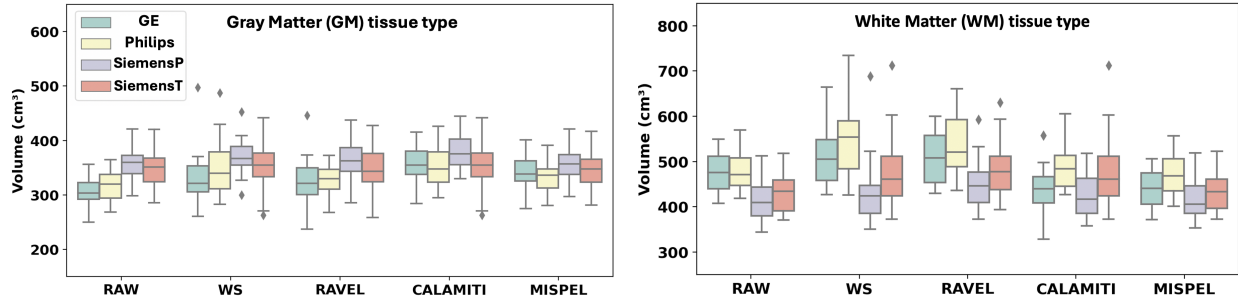 Gray Matter (GM) tissue type
GE
Philips
SiemensP
SiemensT
Volume (cm³)
600
500
400
300
200
RAW WS RAVEL CALAMITI MISPEL
White Matter (WM) tissue type
Volume (cm³)
800
700
600
500
400
300
RAW WS RAVEL CALAMITI MISPEL